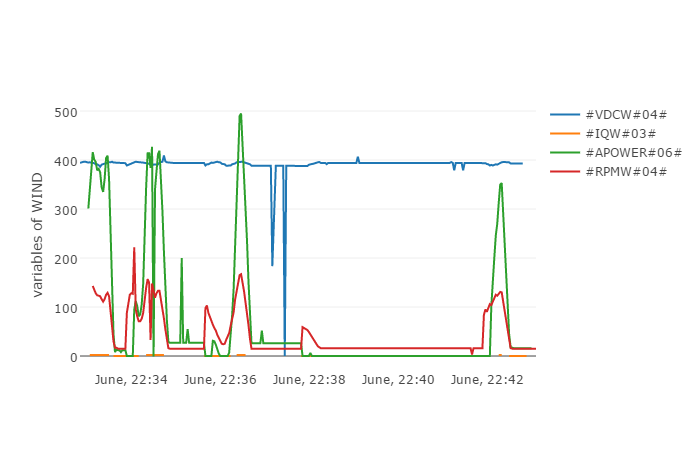 500
400
300
200
100
0
variables of WIND
June, 22:34
June, 22:36
June, 22:38
June, 22:40
June, 22:42
#VDCW#04#
#IQW#03#
#APOWER#06#
#RPMW#04#